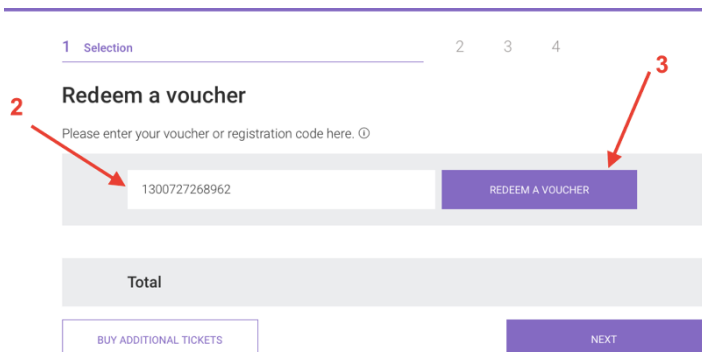 1 Selection 2 3 4
3
Redeem a voucher
2
Please enter your voucher or registration code here. ⓘ
1300727268962 REDEEM A VOUCHER
Total
BUY ADDITIONAL TICKETS NEXT